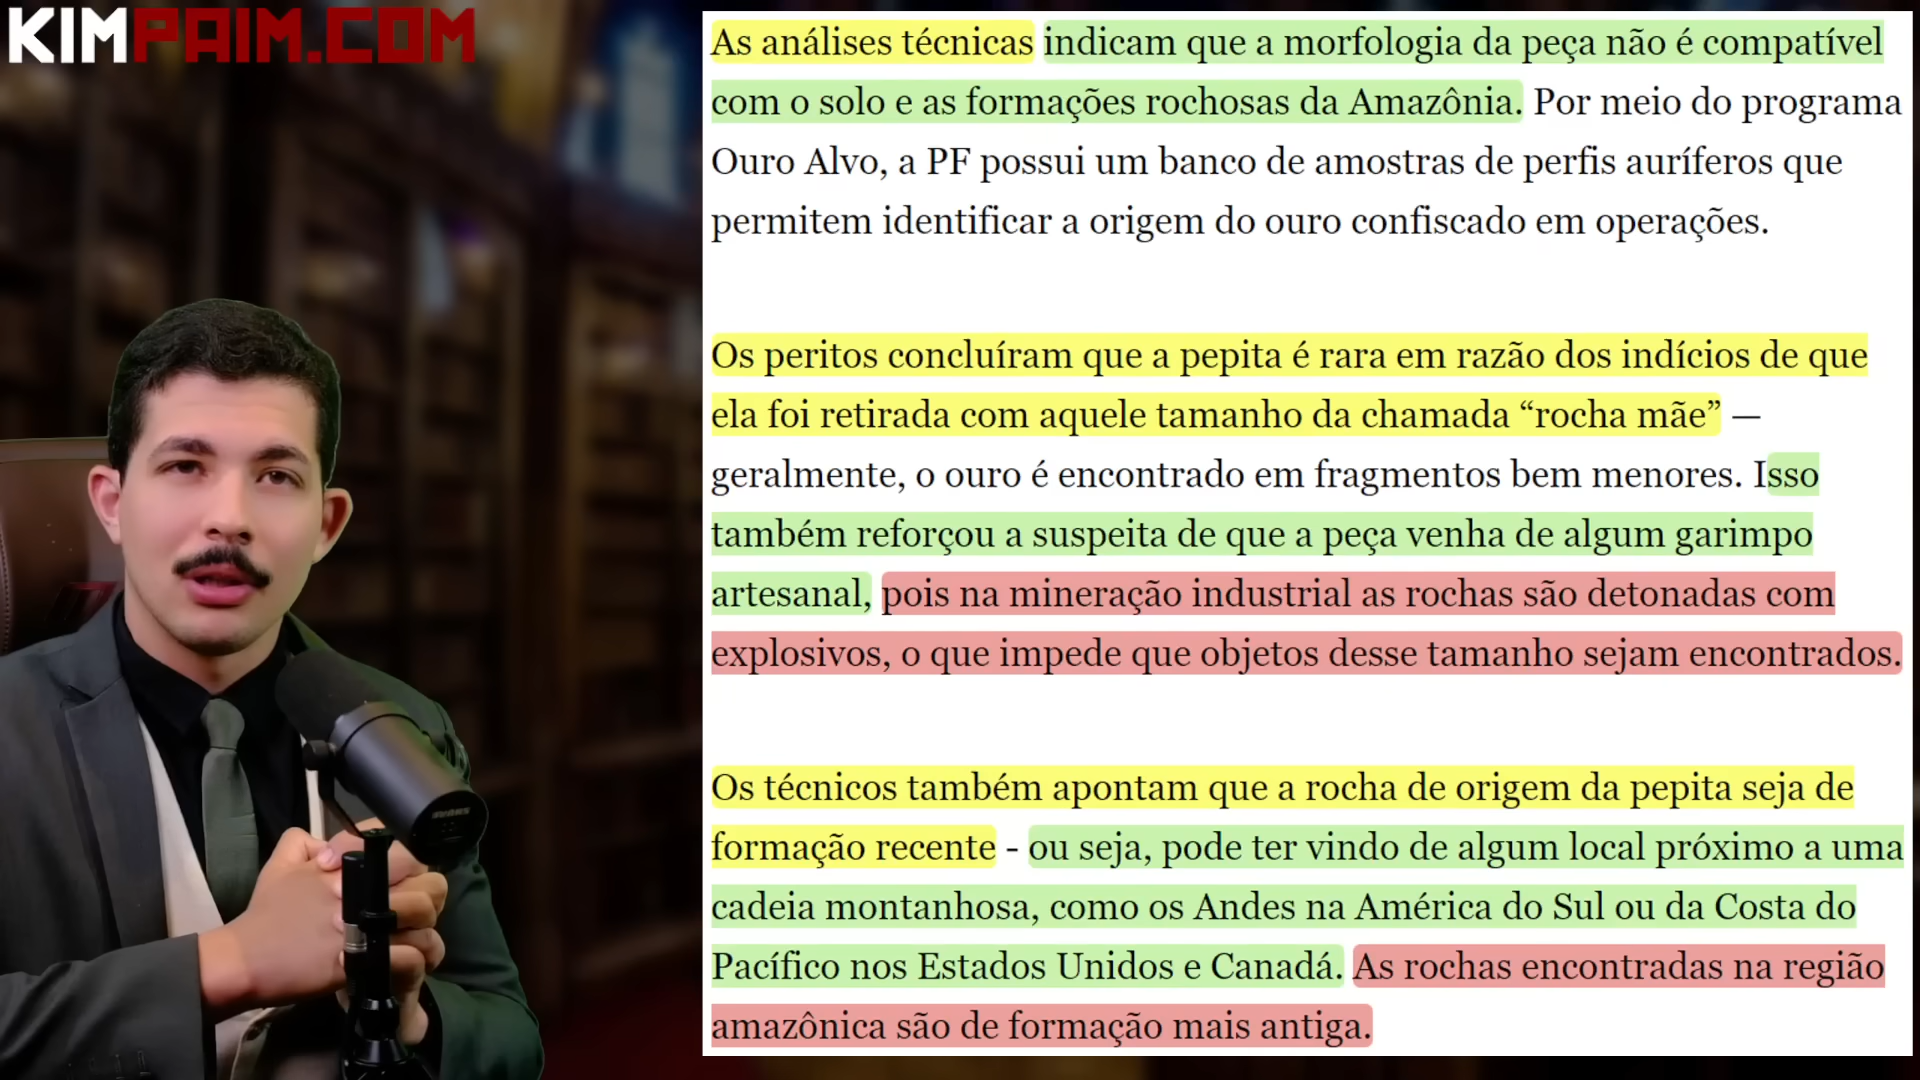 KIMPAIM.COM
As análises técnicas indicam que a morfologia da peça não é compatível
com o solo e as formações rochosas da Amazônia. Por meio do programa
Ouro Alvo, a PF possui um banco de amostras de perfis auríferos que
permitem identificar a origem do ouro confiscado em operações.
Os peritos concluíram que a pepita é rara em razão dos indícios de que
ela foi retirada com aquele tamanho da chamada “rocha mãe” —
geralmente, o ouro é encontrado em fragmentos bem menores. Isso
também reforçou a suspeita de que a peça venha de algum garimpo
artesanal, pois na mineração industrial as rochas são detonadas com
explosivos, o que impede que objetos desse tamanho sejam encontrados.
Os técnicos também apontam que a rocha de origem da pepita seja de
formação recente - ou seja, pode ter vindo de algum local próximo a uma
cadeia montanhosa, como os Andes na América do Sul ou da Costa do
Pacífico nos Estados Unidos e Canadá. As rochas encontradas na região
amazônica são de formação mais antiga.